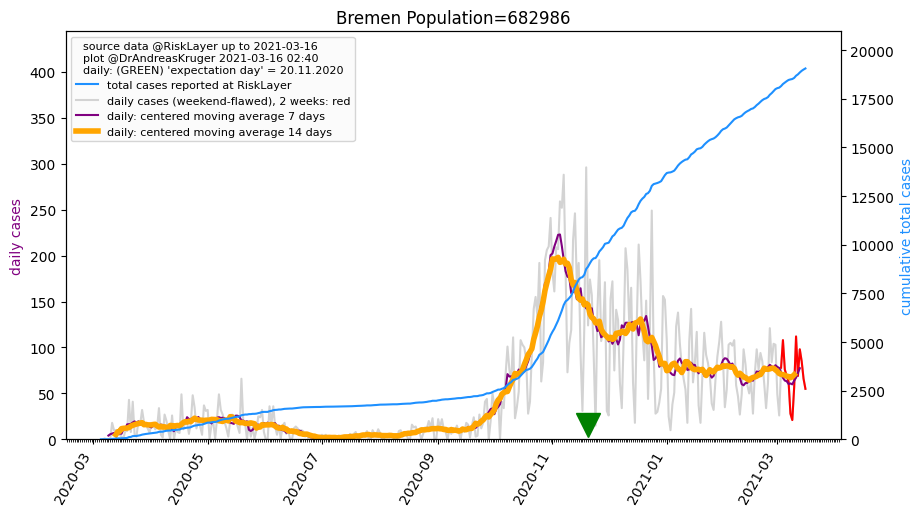 Bremen Population=682986
source data @RiskLayer up to 2021-03-16
plot @DrAndreasKruger 2021-03-16 02:40
daily: (GREEN) 'expectation day' = 20.11.2020
total cases reported at RiskLayer
daily cases (weekend-flawed), 2 weeks: red
daily: centered moving average 7 days
daily: centered moving average 14 days
daily cases
400
350
300
250
200
150
100
50
0
20000
17500
15000
12500
10000
7500
5000
2500
0
cumulative total cases
2020-03
2020-05
2020-07
2020-09
2020-11
2021-01
2021-03